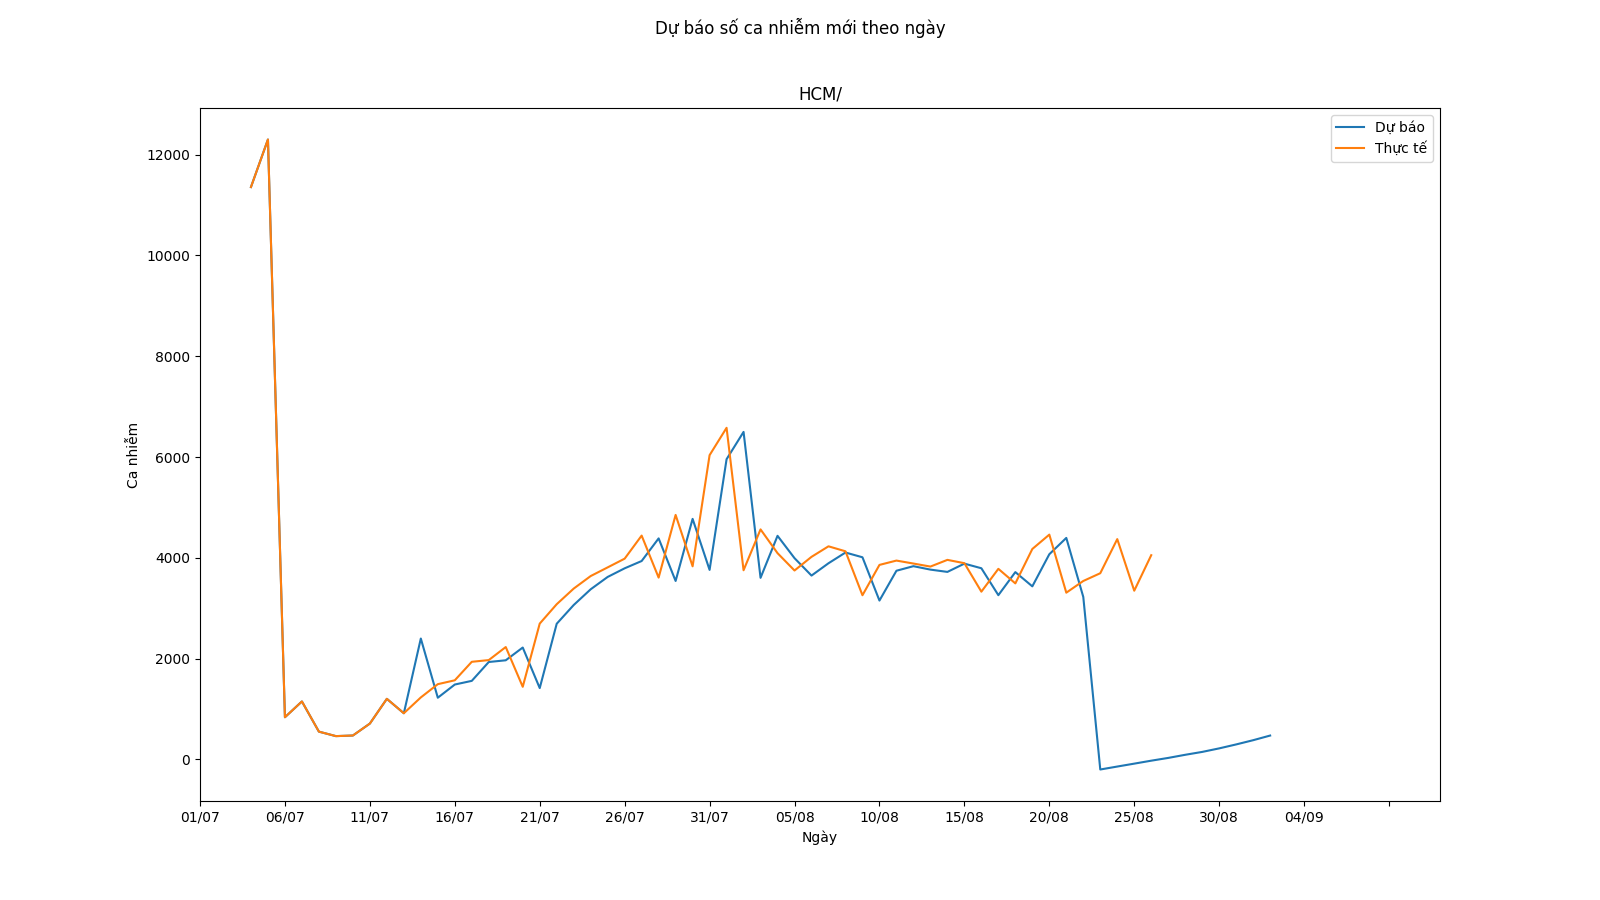 Dự báo số ca nhiễm mới theo ngày
HCM/
Dự báo
Thực tế
12000
10000
8000
6000
4000
2000
0
Ca nhiễm
01/07 06/07 11/07 16/07 21/07 26/07 31/07 05/08 10/08 15/08 20/08 25/08 30/08 04/09
Ngày